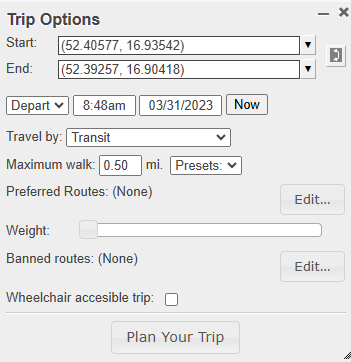 Trip Options
Start: (52.40577, 16.93542)
End: (52.39257, 16.90418)
Depart 8:48am 03/31/2023 Now
Travel by: Transit
Maximum walk: 0.50 mi. Presets:
Preferred Routes: (None)
Edit...
Weight:
Banned routes: (None)
Edit...
Wheelchair accesible trip:
Plan Your Trip